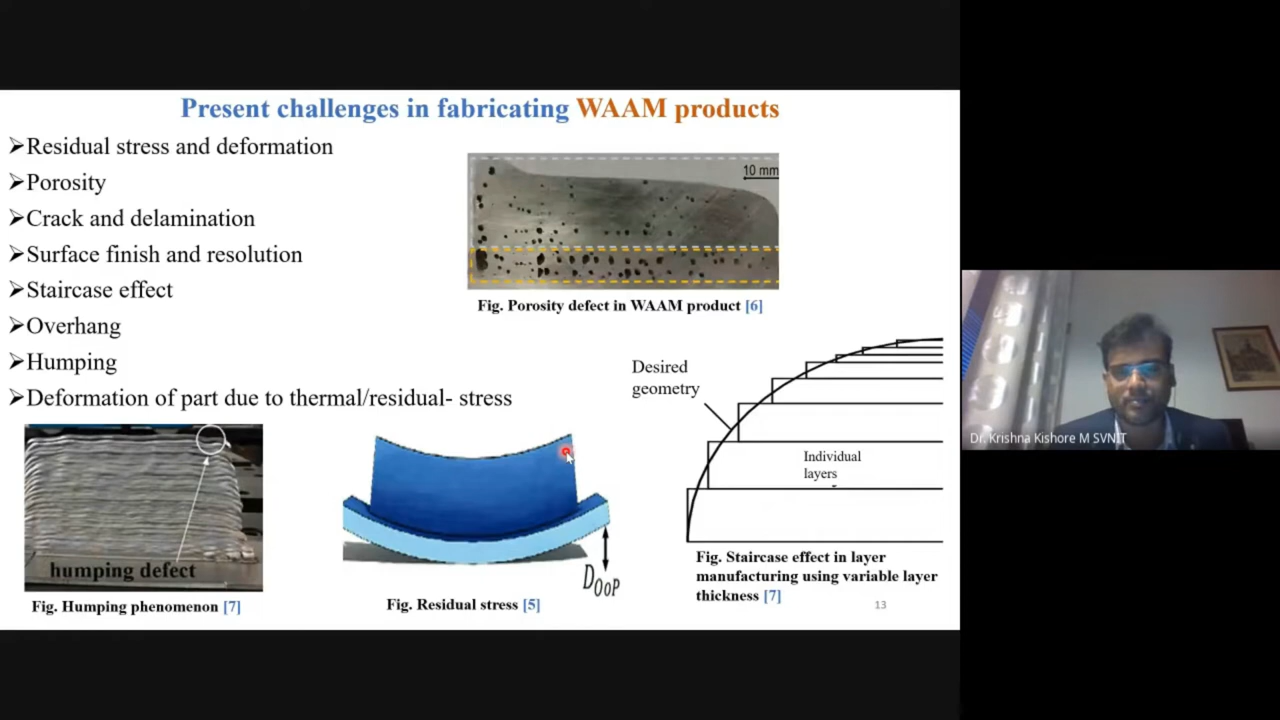 Present challenges in fabricating WAAM products
➢Residual stress and deformation
➢Porosity
➢Crack and delamination
➢Surface finish and resolution
➢Staircase effect
➢Overhang
➢Humping
➢Deformation of part due to thermal/residual- stress
10 mm
Fig. Porosity defect in WAAM product [6]
Desired
geometry
Individual
layers
humping defect
Fig. Humping phenomenon [7]
DOoP
Fig. Residual stress [5]
Fig. Staircase effect in layer
manufacturing using variable layer
thickness [7]
13
Dr. Krishna Kishore M SVNIT